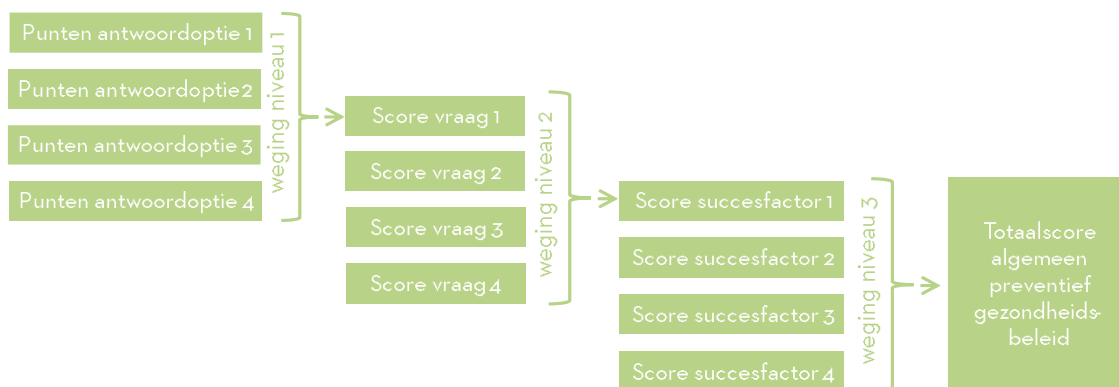 Punten antwoordoptie 1
Punten antwoordoptie 2
Punten antwoordoptie 3
Punten antwoordoptie 4
weging niveau 1
Score vraag 1
Score vraag 2
Score vraag 3
Score vraag 4
weging niveau 2
Score succesfactor 1
Score succesfactor 2
Score succesfactor 3
Score succesfactor 4
weging niveau 3
Totaalscore
algemeen
preventief
gezondheids-
beleid